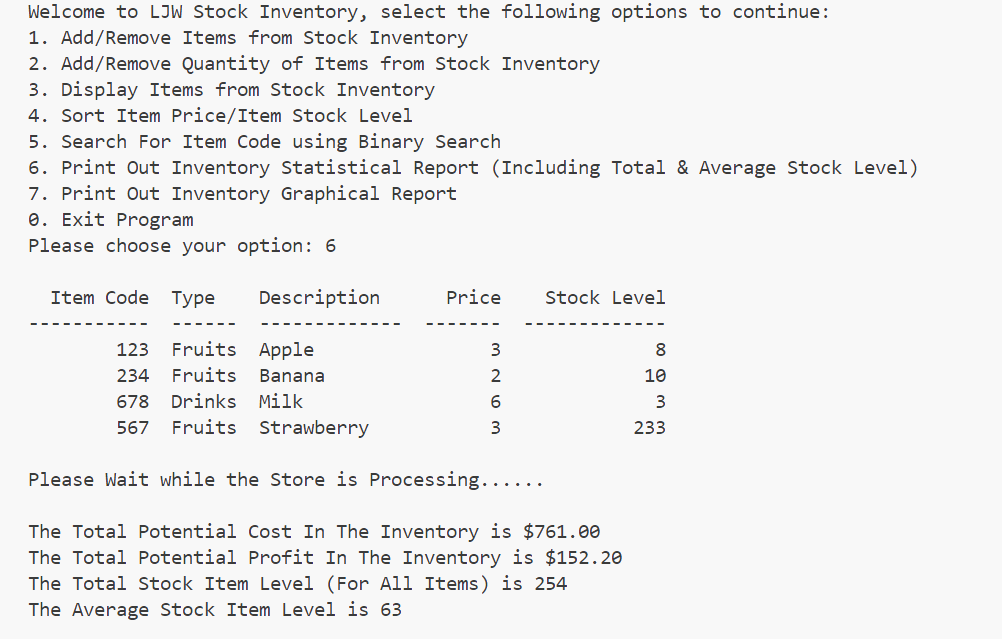 Welcome to LJW Stock Inventory, select the following options to continue:
1. Add/Remove Items from Stock Inventory
2. Add/Remove Quantity of Items from Stock Inventory
3. Display Items from Stock Inventory
4. Sort Item Price/Item Stock Level
5. Search For Item Code using Binary Search
6. Print Out Inventory Statistical Report (Including Total & Average Stock Level)
7. Print Out Inventory Graphical Report
0. Exit Program
Please choose your option: 6
  Item Code  Type    Description      Price    Stock Level
-----------  ------  -------------  -------  -------------
        123  Fruits  Apple                3              8
        234  Fruits  Banana               2             10
        678  Drinks  Milk                 6              3
        567  Fruits  Strawberry           3            233
Please Wait while the Store is Processing......
The Total Potential Cost In The Inventory is $761.00
The Total Potential Profit In The Inventory is $152.20
The Total Stock Item Level (For All Items) is 254
The Average Stock Item Level is 63